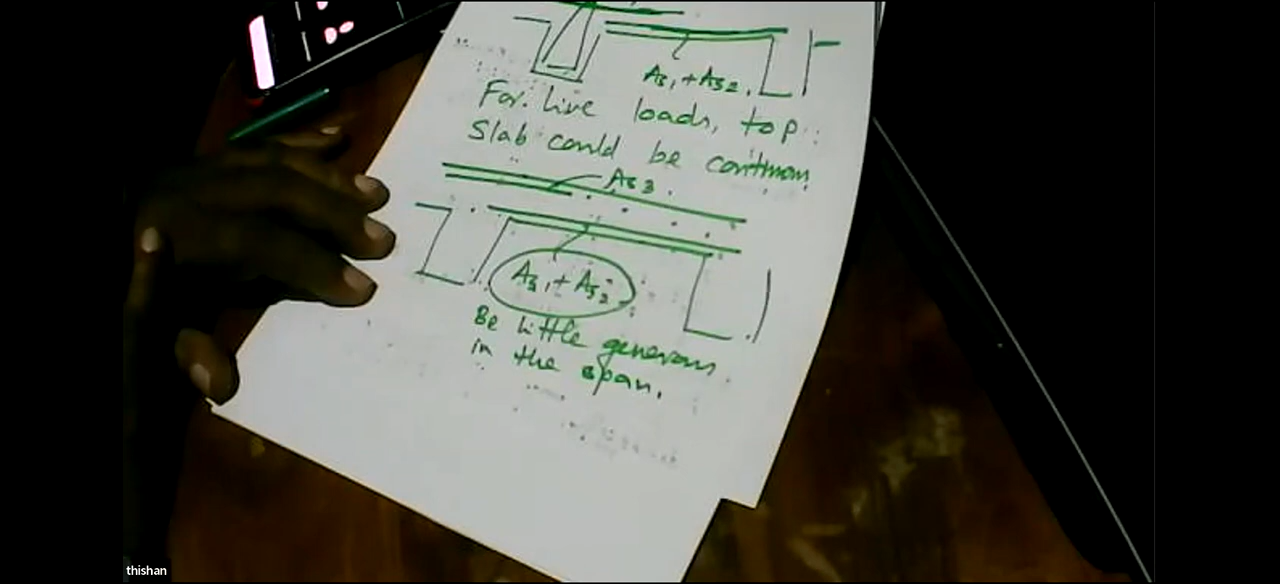 As1 + As2.
For. live loads, top
Slab could be continuous
As3.
As1 + As2
Be little generous
in the span.
thishan